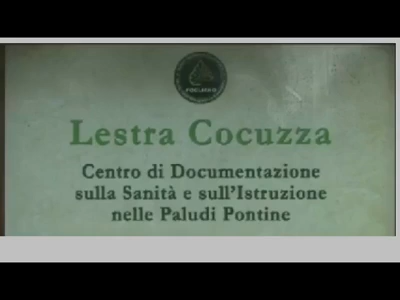 Lestra Cocuzza
Centro di Documentazione
sulla Sanità e sull'Istruzione
nelle Paludi Pontine